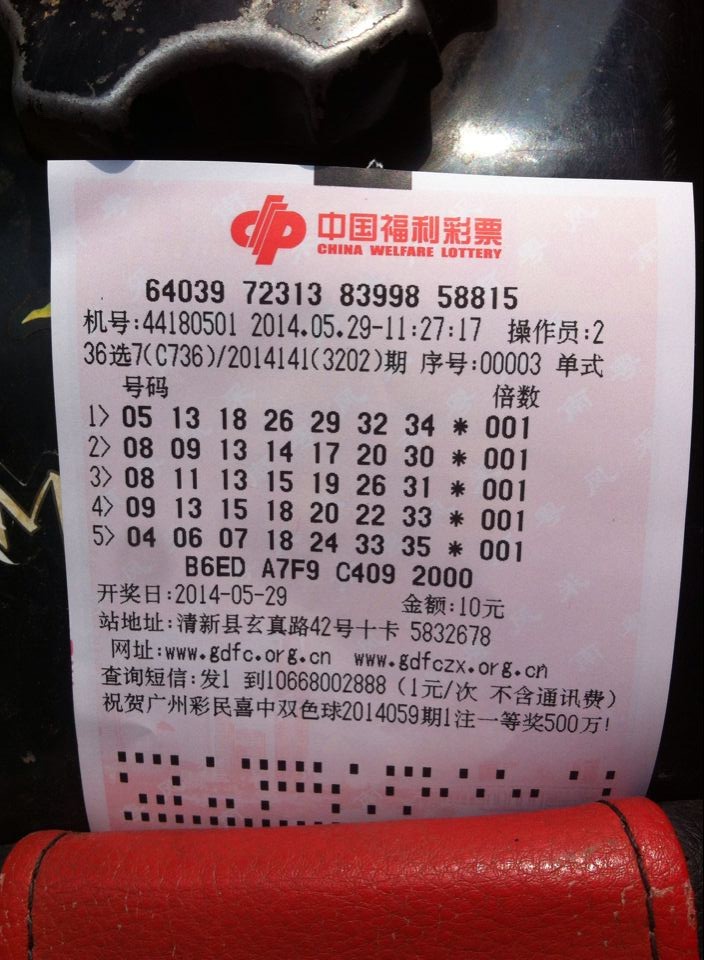 中国福利彩票
CHINA WELFARE LOTTERY
64039 72313 83998 58815
机号:44180501 2014.05.29-11:27:17 操作员:2
36选7(C736)/2014141(3202)期 序号:00003 单式
号码 倍数
1> 05 13 18 26 29 32 34 * 001
2> 08 09 13 14 17 20 30 * 001
3> 08 11 13 15 19 26 31 * 001
4> 09 13 15 18 20 22 33 * 001
5> 04 06 07 18 24 33 35 * 001
B6ED A7F9 C409 2000
开奖日:2014-05-29 金额:10元
站地址:清新县玄真路42号十卡 5832678
网址:www.gdfc.org.cn www.gdfczx.org.cn
查询短信:发1 到10668002888(1元/次 不含通讯费)
祝贺广州彩民喜中双色球2014059期1注一等奖500万!